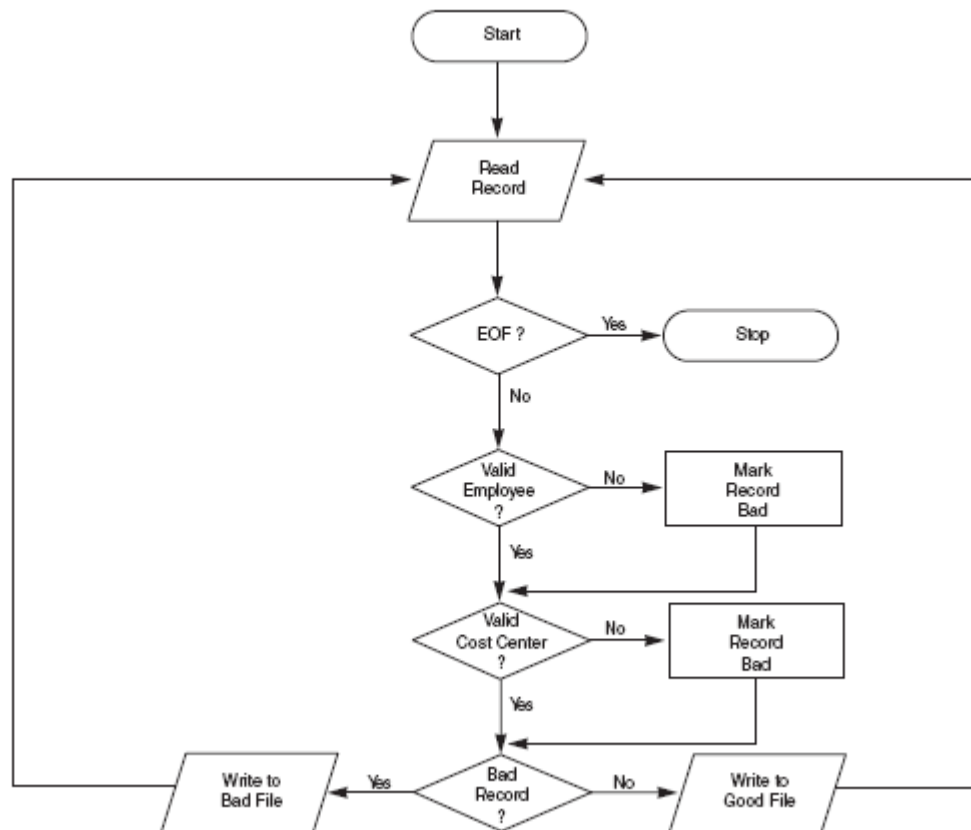 Start
Read
Record
EOF ?
Yes
Stop
No
Valid
Employee
?
No
Mark
Record
Bad
Yes
Valid
Cost Center
?
No
Mark
Record
Bad
Yes
Write to
Bad File
Yes
Bad
Record
?
No
Write to
Good File